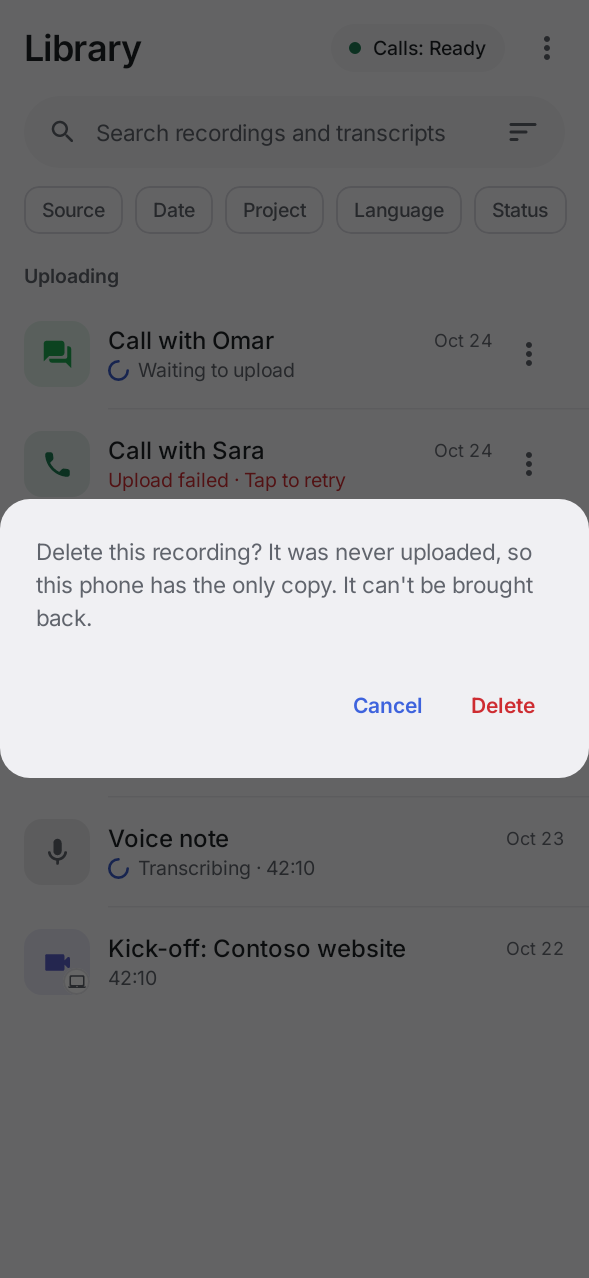 Library
Calls: Ready
Search recordings and transcripts
Source Date Project Language Status
Uploading
Call with Omar Oct 24
Waiting to upload
Call with Sara Oct 24
Upload failed · Tap to retry
Delete this recording? It was never uploaded, so
this phone has the only copy. It can't be brought
back.
Cancel Delete
Voice note Oct 23
Transcribing · 42:10
Kick-off: Contoso website Oct 22
42:10